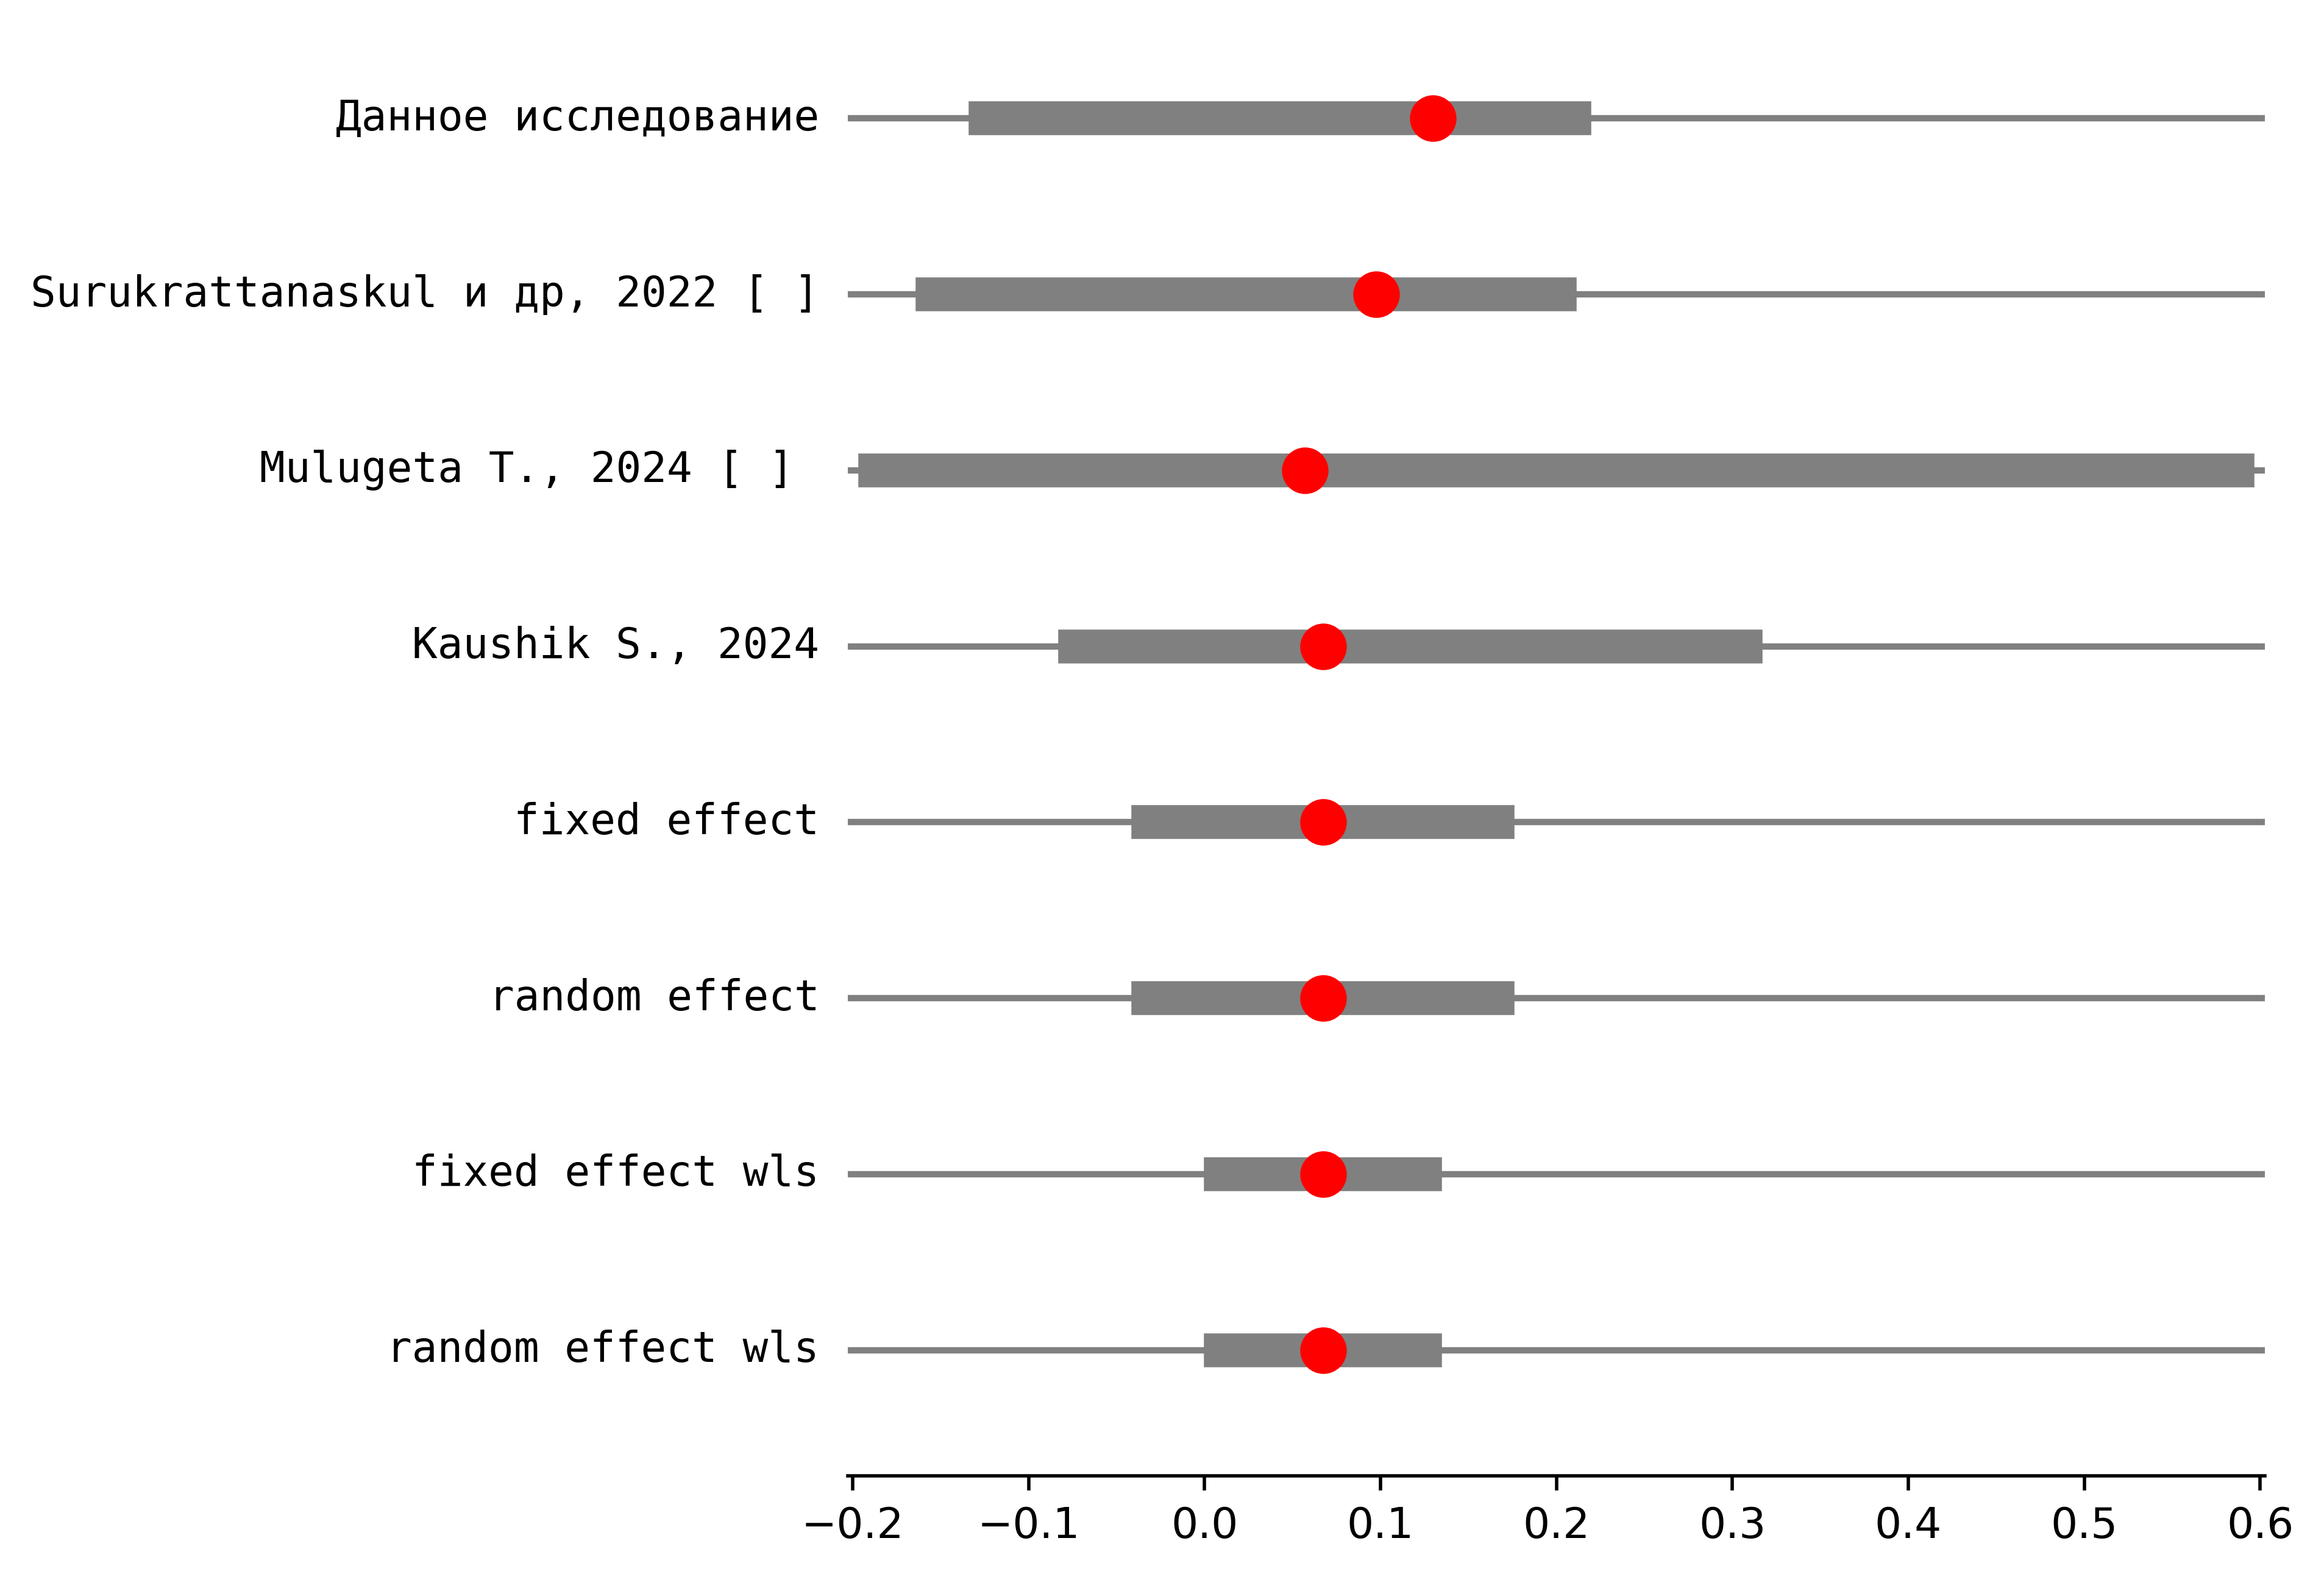 Данное исследование
Surukrattanaskul и др, 2022 [ ]
Mulugeta T., 2024 [ ]
Kaushik S., 2024
fixed effect
random effect
fixed effect wls
random effect wls
−0.2 −0.1 0.0 0.1 0.2 0.3 0.4 0.5 0.6